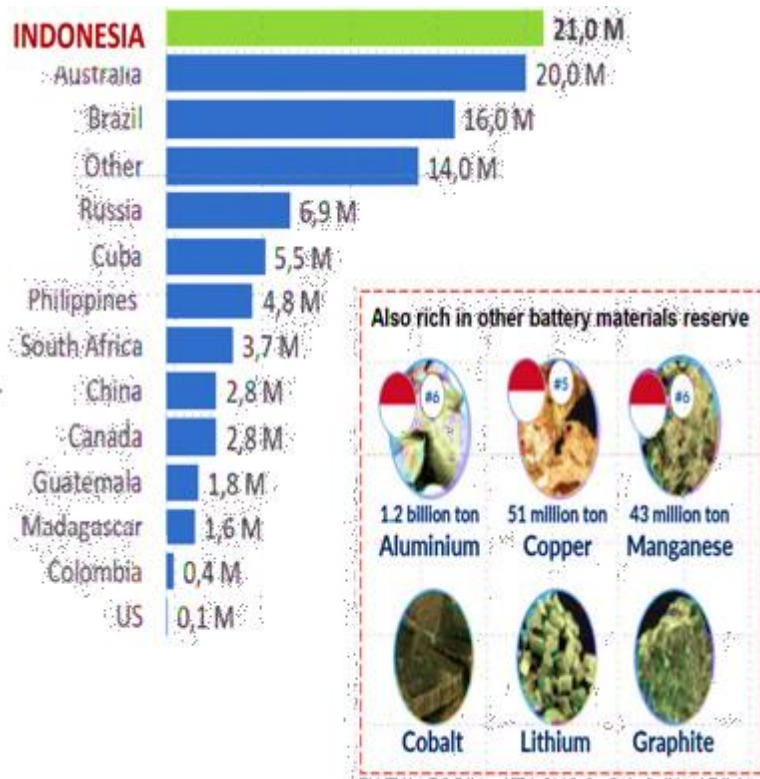 INDONESIA 21,0 M
Australia 20,0 M
Brazil 16,0 M
Other 14,0 M
Russia 6,9 M
Cuba 5,5 M
Philippines 4,8 M
South Africa 3,7 M
China 2,8 M
Canada 2,8 M
Guatemala 1,8 M
Madagascar 1,6 M
Colombia 0,4 M
US 0,1 M
Also rich in other battery materials reserve
#6 #5 #6
1.2 billion ton 51 million ton 43 million ton
Aluminium Copper Manganese
Cobalt Lithium Graphite